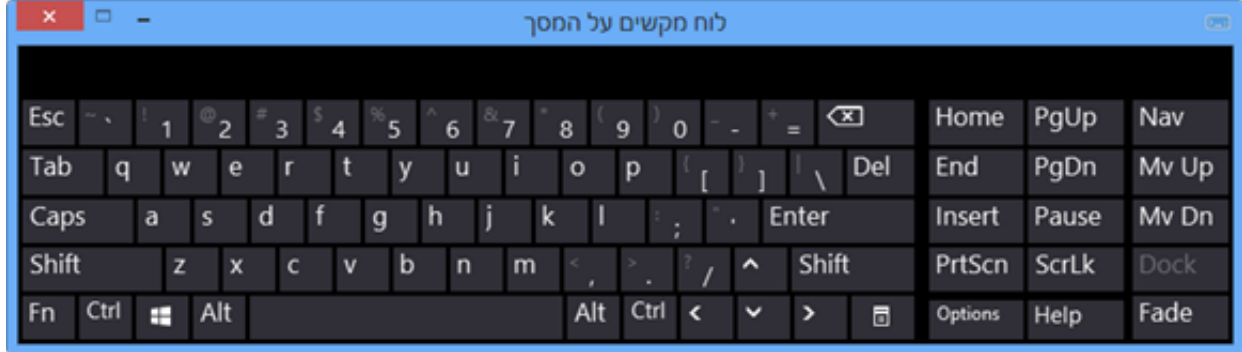 לוח מקשים על המסך
Esc ~ ` ! 1 @ 2 # 3 $ 4 % 5 ^ 6 & 7 * 8 ( 9 ) 0 _ - + = Home PgUp Nav
Tab q w e r t y u i o p { [ } ] | \ Del End PgDn Mv Up
Caps a s d f g h j k l : ; " ' Enter Insert Pause Mv Dn
Shift z x c v b n m < , > . ? / ^ Shift PrtScn ScrLk Dock
Fn Ctrl Alt Alt Ctrl < v > Options Help Fade